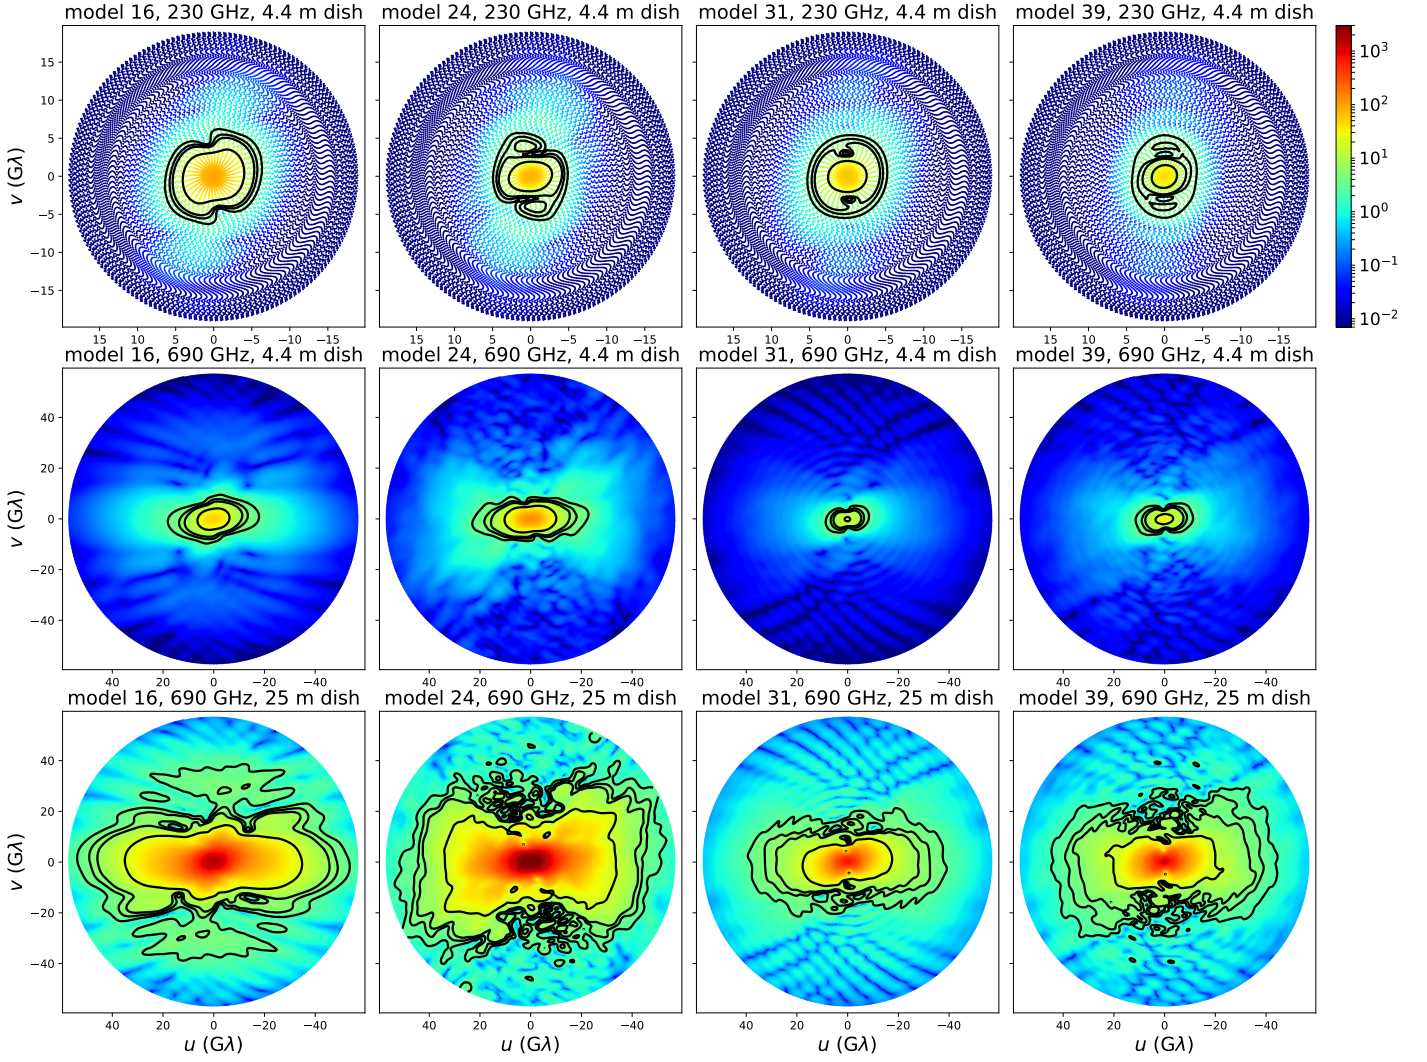 model 16, 230 GHz, 4.4 m dish
model 24, 230 GHz, 4.4 m dish
model 31, 230 GHz, 4.4 m dish
model 39, 230 GHz, 4.4 m dish
v (Gλ)
15
10
5
0
−5
−10
−15
15 10 5 0 −5 −10 −15
15 10 5 0 −5 −10 −15
15 10 5 0 −5 −10 −15
15 10 5 0 −5 −10 −15
10³
10²
10¹
10⁰
10⁻¹
10⁻²
model 16, 690 GHz, 4.4 m dish
model 24, 690 GHz, 4.4 m dish
model 31, 690 GHz, 4.4 m dish
model 39, 690 GHz, 4.4 m dish
v (Gλ)
40
20
0
−20
−40
40 20 0 −20 −40
40 20 0 −20 −40
40 20 0 −20 −40
40 20 0 −20 −40
model 16, 690 GHz, 25 m dish
model 24, 690 GHz, 25 m dish
model 31, 690 GHz, 25 m dish
model 39, 690 GHz, 25 m dish
v (Gλ)
40
20
0
−20
−40
40 20 0 −20 −40
40 20 0 −20 −40
40 20 0 −20 −40
40 20 0 −20 −40
u (Gλ)
u (Gλ)
u (Gλ)
u (Gλ)